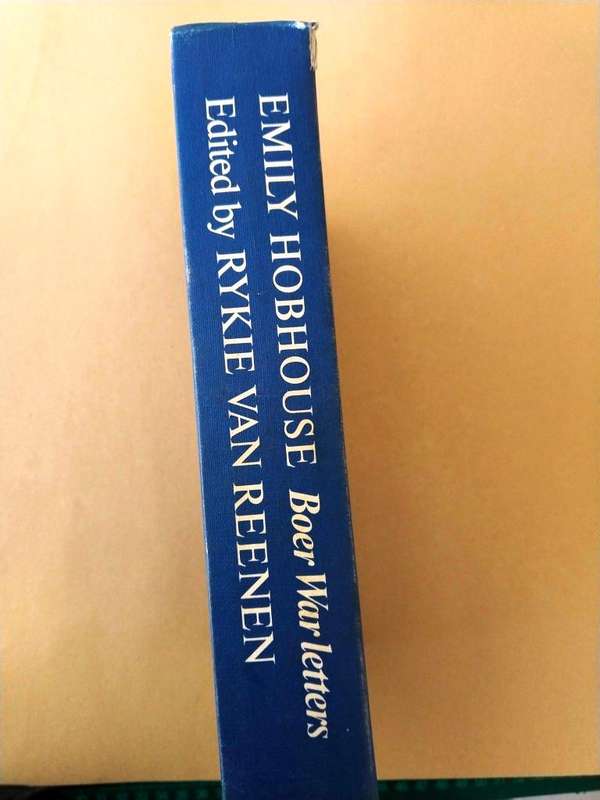 EMILY HOBHOUSE Boer War letters
Edited by RYKIE VAN REENEN